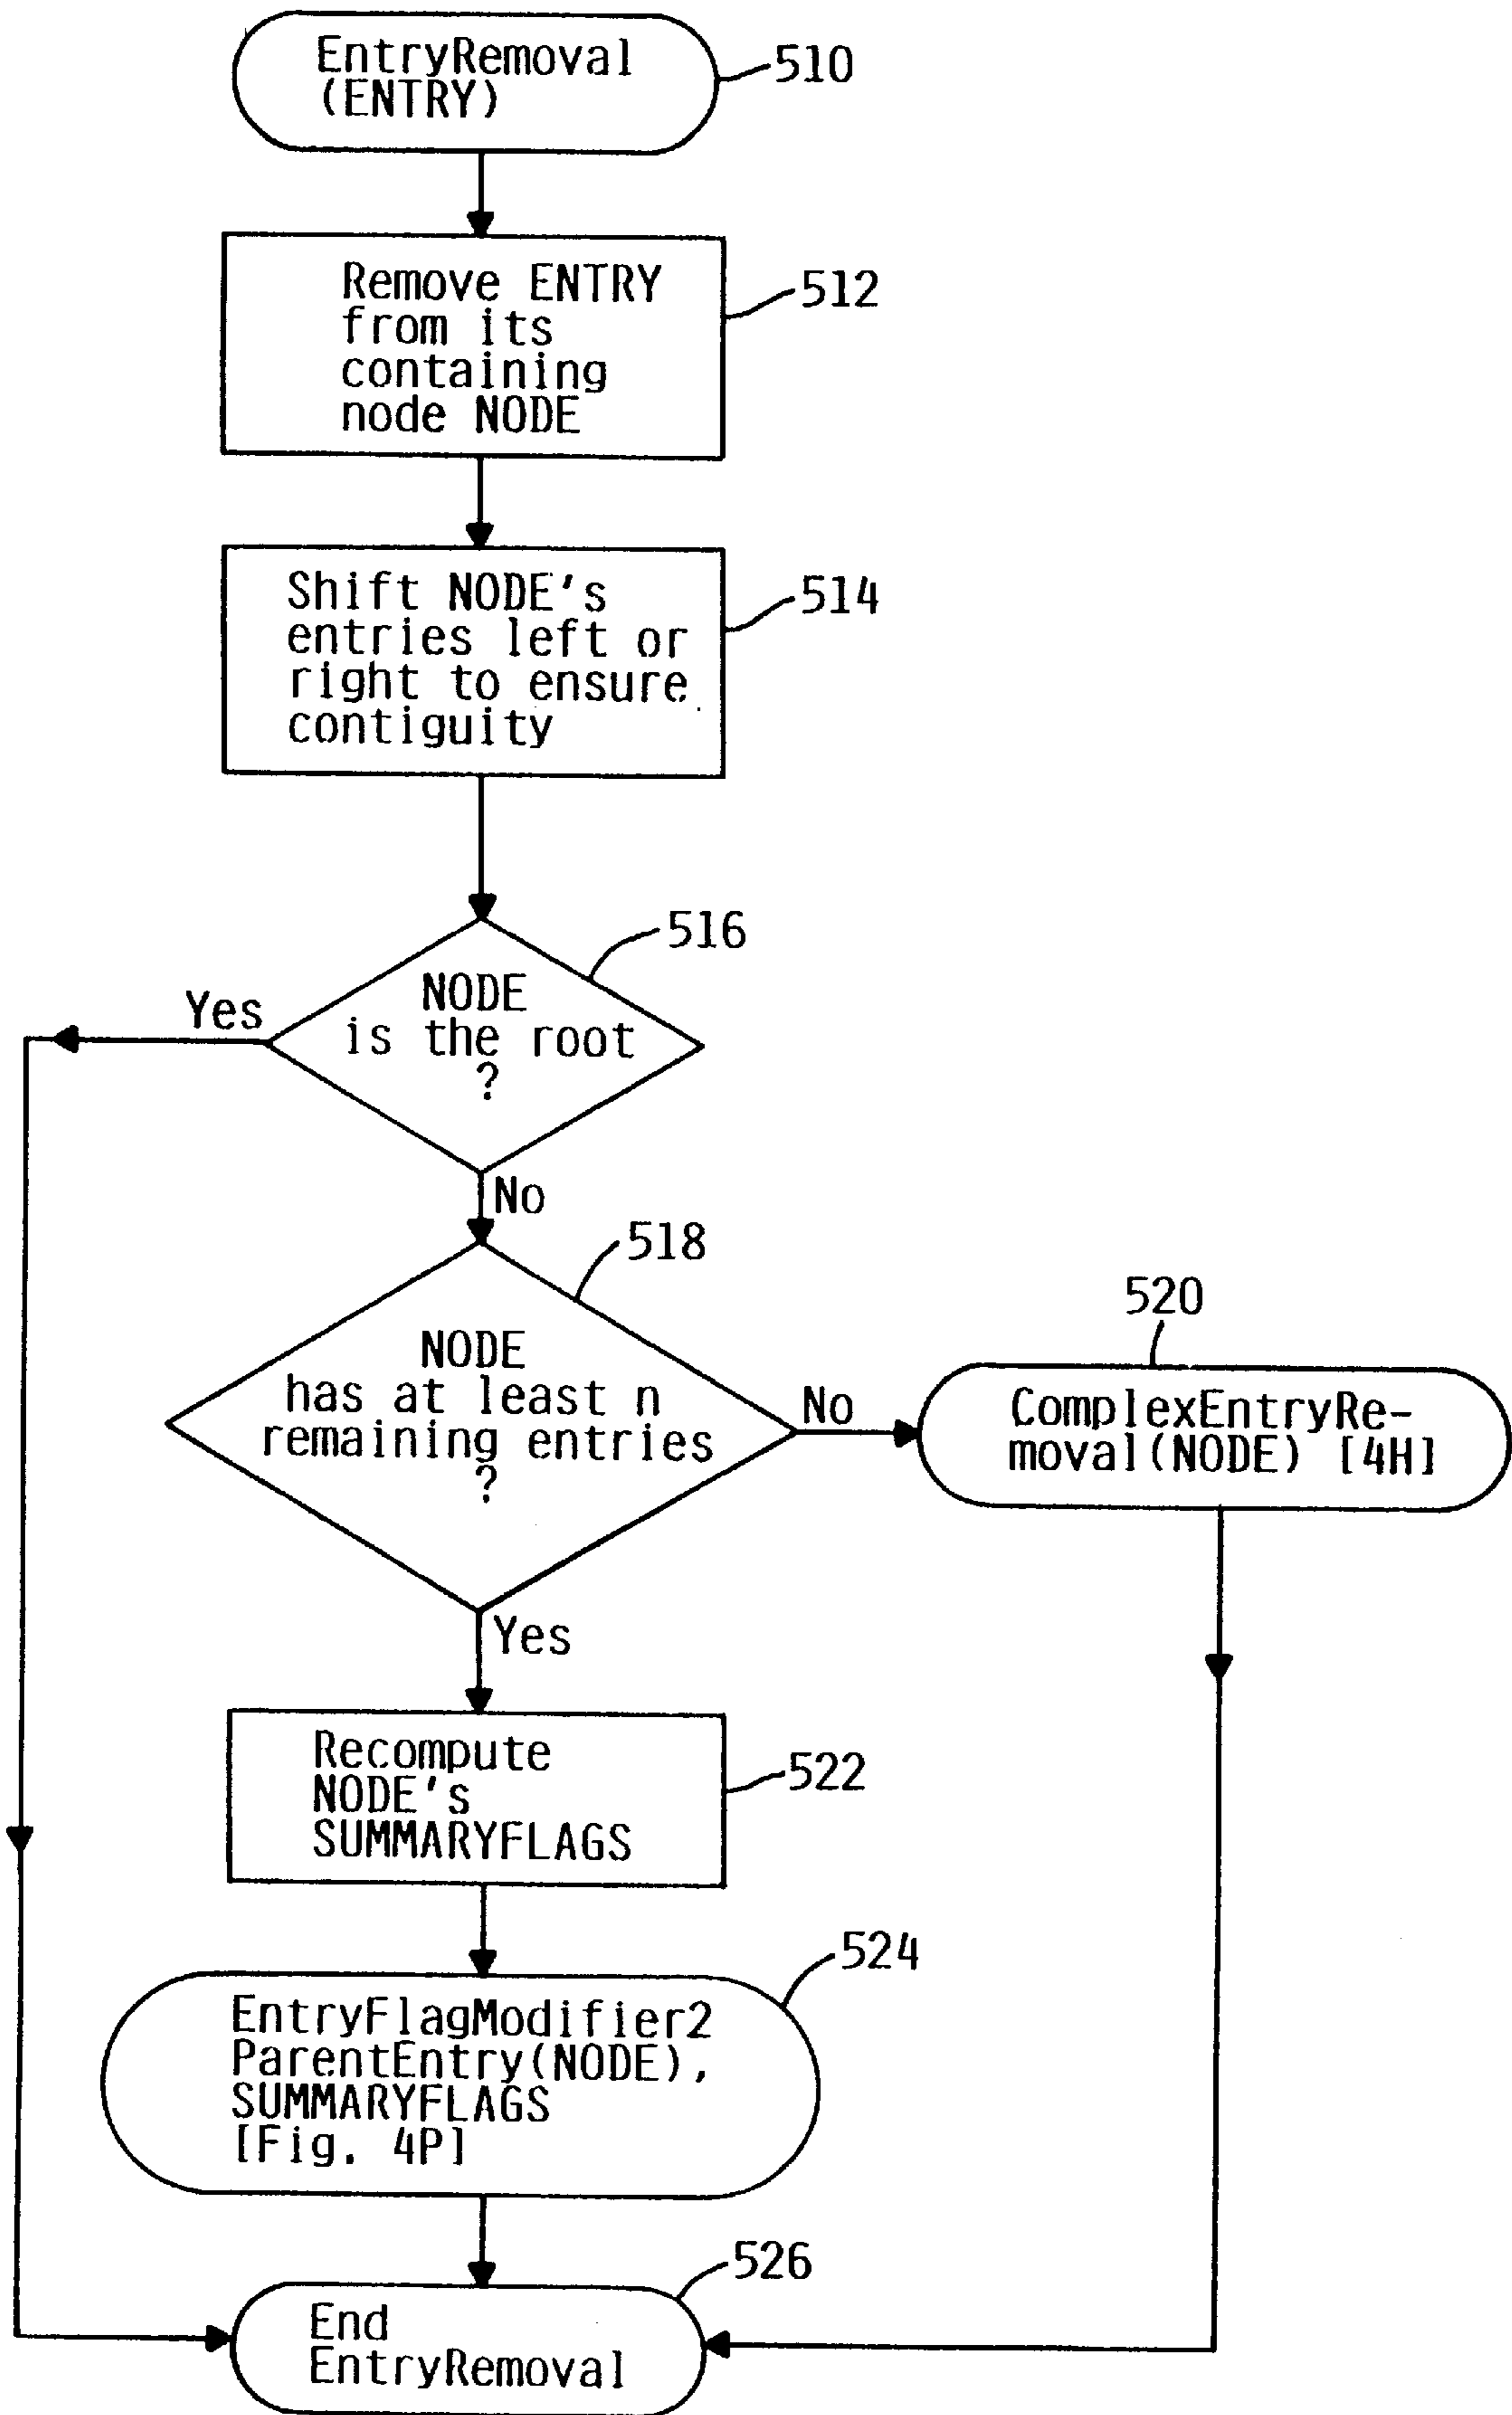 EntryRemoval
(ENTRY)
510
Remove ENTRY
from its
containing
node NODE
512
Shift NODE's
entries left or
right to ensure
contiguity
514
516
NODE
is the root
?
Yes
No
518
NODE
has at least n
remaining entries
?
No
520
ComplexEntryRe-
moval(NODE) [4H]
Yes
Recompute
NODE's
SUMMARYFLAGS
522
524
EntryFlagModifier2
ParentEntry(NODE),
SUMMARYFLAGS
[Fig. 4P]
526
End
EntryRemoval